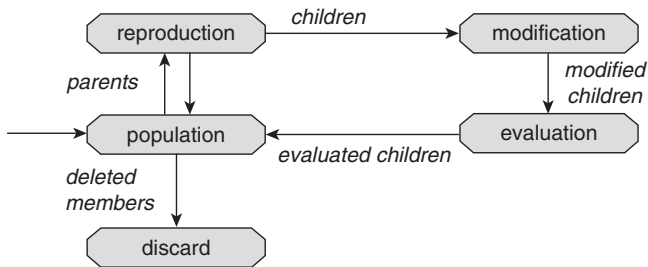 children
reproduction
modification
parents
modified
children
population
evaluation
evaluated children
deleted
members
discard